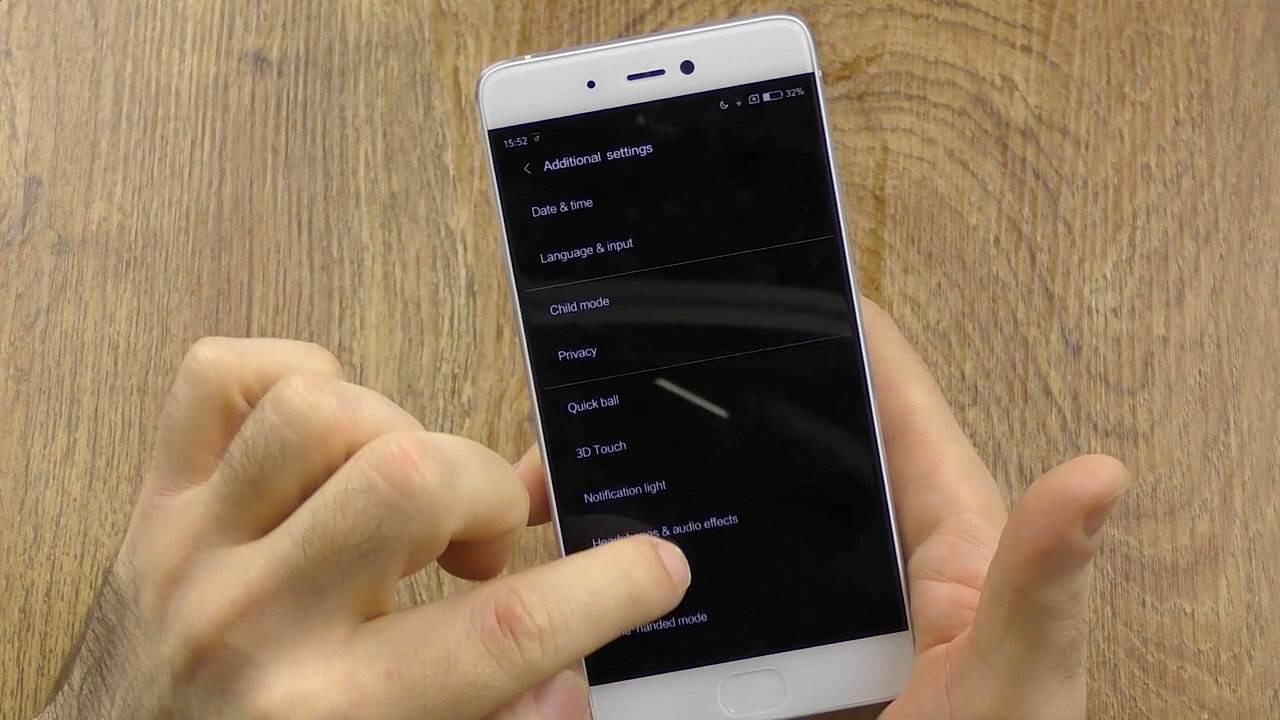 15:52
32%
Additional settings
Date & time
Language & input
Child mode
Privacy
Quick ball
3D Touch
Notification light
Headphones & audio effects
handed mode